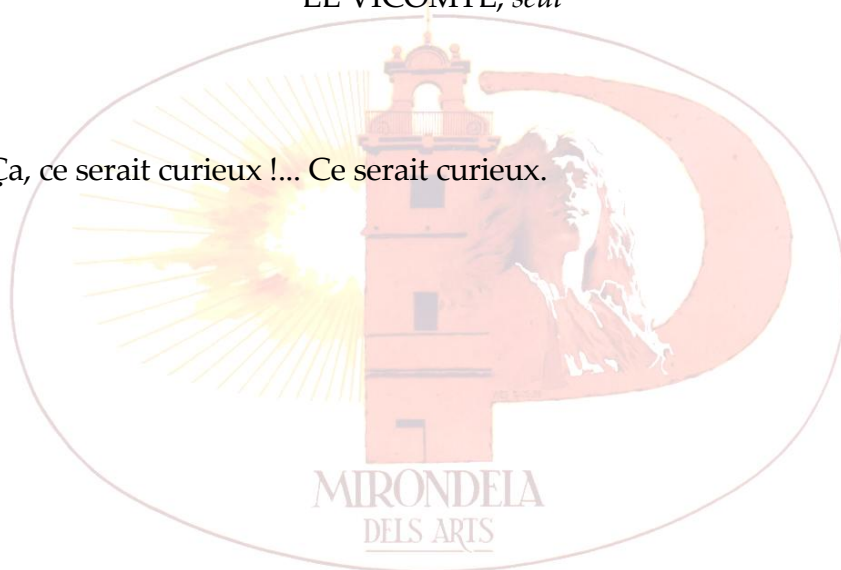 LE VICOMTE, seul
Ça, ce serait curieux !... Ce serait curieux.
MIRONDELA
DELS ARTS